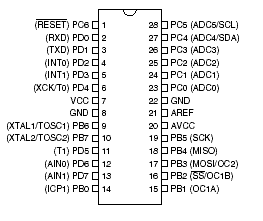 (RESET) PC6 1 28 PC5 (ADC5/SCL)
(RXD) PD0 2 27 PC4 (ADC4/SDA)
(TXD) PD1 3 26 PC3 (ADC3)
(INT0) PD2 4 25 PC2 (ADC2)
(INT1) PD3 5 24 PC1 (ADC1)
(XCK/T0) PD4 6 23 PC0 (ADC0)
VCC 7 22 GND
GND 8 21 AREF
(XTAL1/TOSC1) PB6 9 20 AVCC
(XTAL2/TOSC2) PB7 10 19 PB5 (SCK)
(T1) PD5 11 18 PB4 (MISO)
(AIN0) PD6 12 17 PB3 (MOSI/OC2)
(AIN1) PD7 13 16 PB2 (SS/OC1B)
(ICP1) PB0 14 15 PB1 (OC1A)